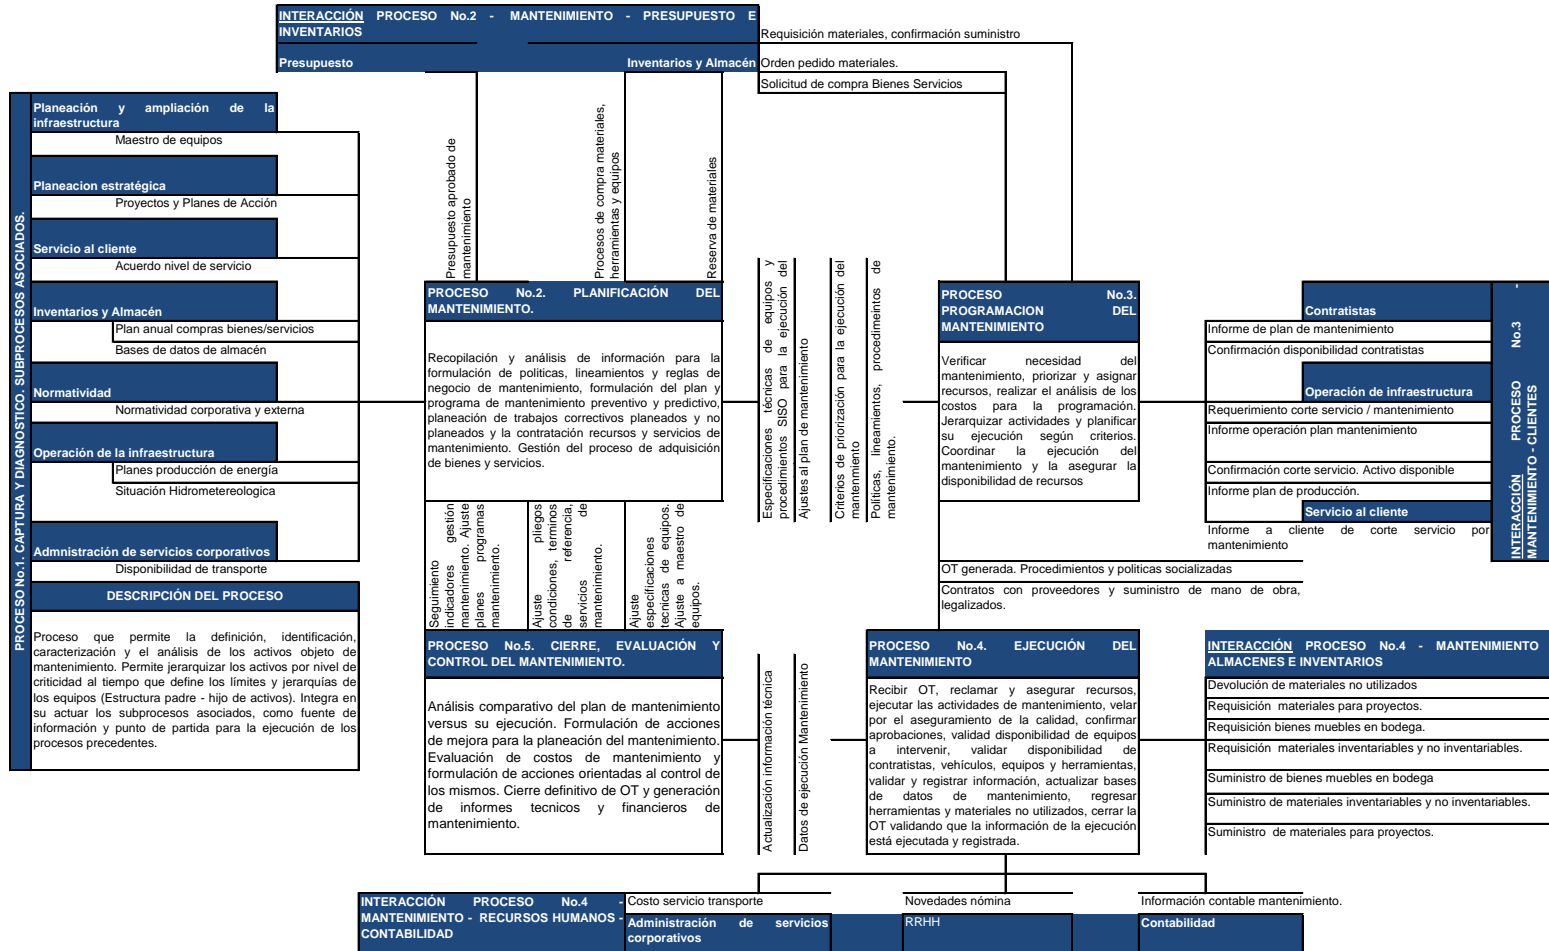 INTERACCIÓN PROCESO No.2 - MANTENIMIENTO - PRESUPUESTO E
INVENTARIOS
Presupuesto
Inventarios y Almacén
Requisición materiales, confirmación suministro
Orden pedido materiales.
Solicitud de compra Bienes Servicios
PROCESO No.1. CAPTURA Y DIAGNOSTICO. SUBPROCESOS ASOCIADOS.
Planeación y ampliación de la
infraestructura
Maestro de equipos
Planeacion estratégica
Proyectos y Planes de Acción
Servicio al cliente
Acuerdo nivel de servicio
Inventarios y Almacén
Plan anual compras bienes/servicios
Bases de datos de almacén
Normatividad
Normatividad corporativa y externa
Operación de la infraestructura
Planes producción de energía
Situación Hidrometereologica
Admnistración de servicios corporativos
Disponibilidad de transporte
DESCRIPCIÓN DEL PROCESO
Proceso que permite la definición, identificación,
caracterización y el análisis de los activos objeto de
mantenimiento. Permite jerarquizar los activos por nivel de
criticidad al tiempo que define los límites y jerarquías de
los equipos (Estructura padre - hijo de activos). Integra en
su actuar los subprocesos asociados, como fuente de
información y punto de partida para la ejecución de los
procesos precedentes.
Presupuesto aprobado de
mantenimiento
Procesos de compra materiales,
herramientas y equipos
Reserva de materiales
PROCESO No.2. PLANIFICACIÓN DEL
MANTENIMIENTO.
Recopilación y análisis de información para la
formulación de politicas, lineamientos y reglas de
negocio de mantenimiento, formulación del plan y
programa de mantenimiento preventivo y predictivo,
planeación de trabajos correctivos planeados y no
planeados y la contratación recursos y servicios de
mantenimiento. Gestión del proceso de adquisición
de bienes y servicios.
Especificaciones técnicas de equipos y
procedimientos SISO para la ejecución del
Ajustes al plan de mantenimiento
Criterios de priorización para la ejecución del
mantenmiento
Políticas, lineamientos, procedimeintos de
mantenimiento.
PROCESO No.3.
PROGRAMACION DEL
MANTENIMIENTO
Verificar necesidad del
mantenimiento, priorizar y asignar
recursos, realizar el análisis de los
costos para la programación.
Jerarquizar actividades y planificar
su ejecución según criterios.
Coordinar la ejecución del
mantenimiento y la asegurar la
disponibilidad de recursos
Contratistas
Informe de plan de mantenimiento
Confirmación disponibilidad contratistas
Operación de infraestructura
Requerimiento corte servicio / mantenimiento
Informe operación plan mantenimiento
Confirmación corte servicio. Activo disponible
Informe plan de producción.
Servicio al cliente
Informe a cliente de corte servicio por
mantenimiento
INTERACCIÓN PROCESO No.3 -
MANTENIMIENTO - CLIENTES
Seguimiento
indicadores gestión
mantenimiento. Ajuste
planes programas
mantenimiento.
Ajuste pliegos
condiciones, terminos
de referencia,
servicios de
mantenimiento.
Ajuste
especificaciones
tecnicas de equipos.
Ajuste a maestro de
equipos.
OT generada. Procedimientos y politicas socializadas
Contratos con proveedores y suministro de mano de obra,
legalizados.
PROCESO No.5. CIERRE, EVALUACIÓN Y
CONTROL DEL MANTENIMIENTO.
Análisis comparativo del plan de mantenimiento
versus su ejecución. Formulación de acciones
de mejora para la planeación del mantenimiento.
Evaluación de costos de mantenimiento y
formulación de acciones orientadas al control de
los mismos. Cierre definitivo de OT y generación
de informes tecnicos y financieros de
mantenimiento.
Actualización información técnica
Datos de ejecución Mantenimiento
PROCESO No.4. EJECUCIÓN DEL
MANTENIMIENTO
Recibir OT, reclamar y asegurar recursos,
ejecutar las actividades de mantenimiento, velar
por el aseguramiento de la calidad, confirmar
aprobaciones, validad disponibilidad de equipos
a intervenir, validar disponibilidad de
contratistas, vehículos, equipos y herramientas,
validar y registrar información, actualizar bases
de datos de mantenimiento, regresar
herramientas y materiales no utilizados, cerrar la
OT validando que la información de la ejecución
está ejecutada y registrada.
INTERACCIÓN PROCESO No.4 - MANTENIMIENTO
ALMACENES E INVENTARIOS
Devolución de materiales no utilizados
Requisición materiales para proyectos.
Requisición bienes muebles en bodega.
Requisición materiales inventariables y no inventariables.
Suministro de bienes muebles en bodega
Suministro de materiales inventariables y no inventariables.
Suministro de materiales para proyectos.
INTERACCIÓN PROCESO No.4 -
MANTENIMIENTO - RECURSOS HUMANOS -
CONTABILIDAD
Costo servicio transporte
Administración de servicios
corporativos
Novedades nómina
RRHH
Información contable mantenimiento.
Contabilidad